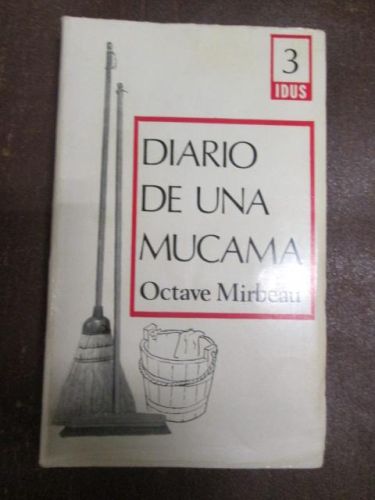 3
IDUS
DIARIO
DE UNA
MUCAMA
Octave Mirbeau